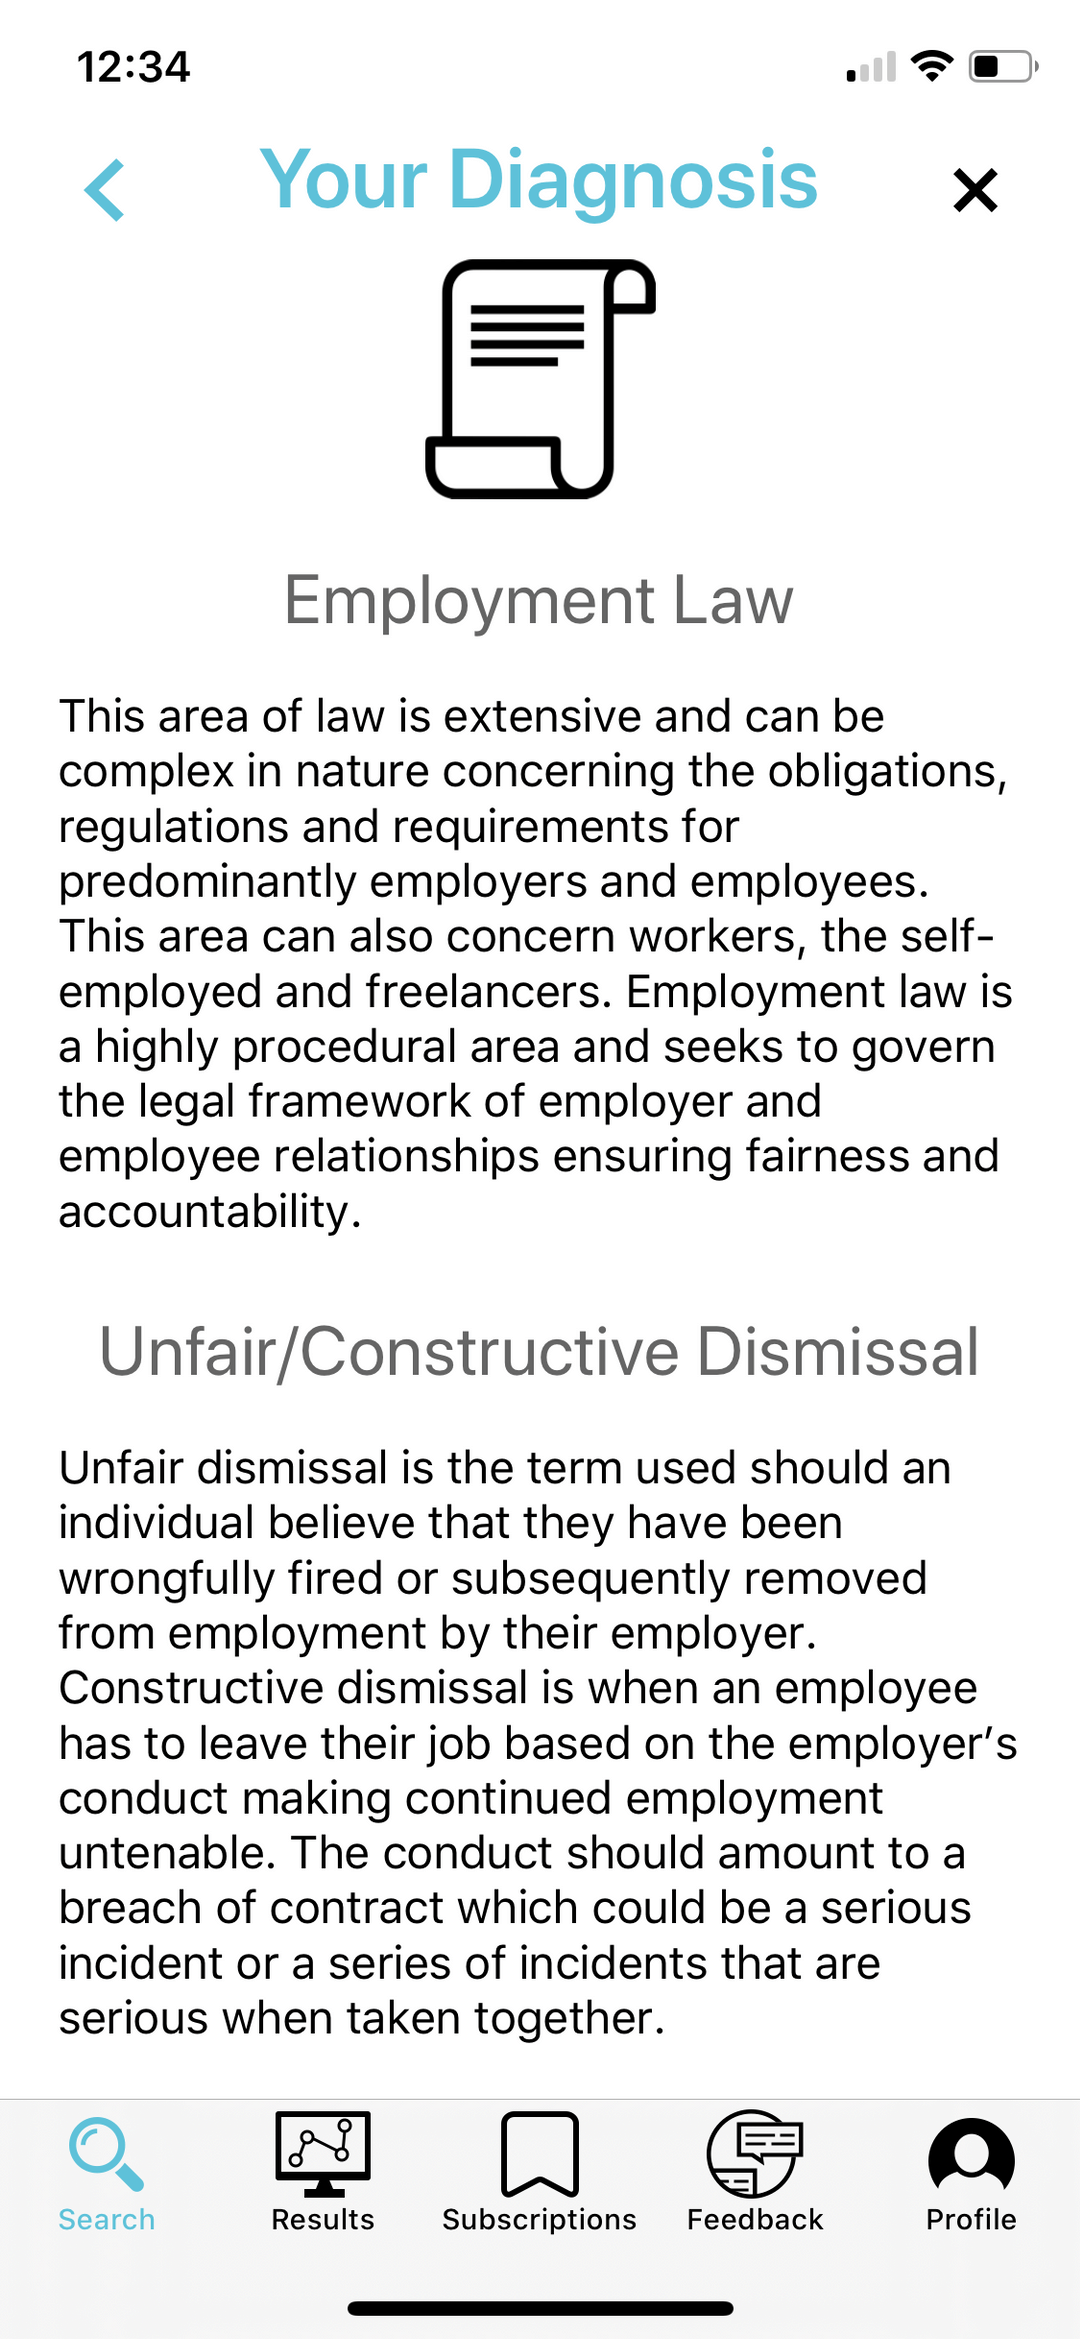 12:34
Your Diagnosis
Employment Law
This area of law is extensive and can be
complex in nature concerning the obligations,
regulations and requirements for
predominantly employers and employees.
This area can also concern workers, the self-
employed and freelancers. Employment law is
a highly procedural area and seeks to govern
the legal framework of employer and
employee relationships ensuring fairness and
accountability.
Unfair/Constructive Dismissal
Unfair dismissal is the term used should an
individual believe that they have been
wrongfully fired or subsequently removed
from employment by their employer.
Constructive dismissal is when an employee
has to leave their job based on the employer’s
conduct making continued employment
untenable. The conduct should amount to a
breach of contract which could be a serious
incident or a series of incidents that are
serious when taken together.
Search
Results
Subscriptions
Feedback
Profile